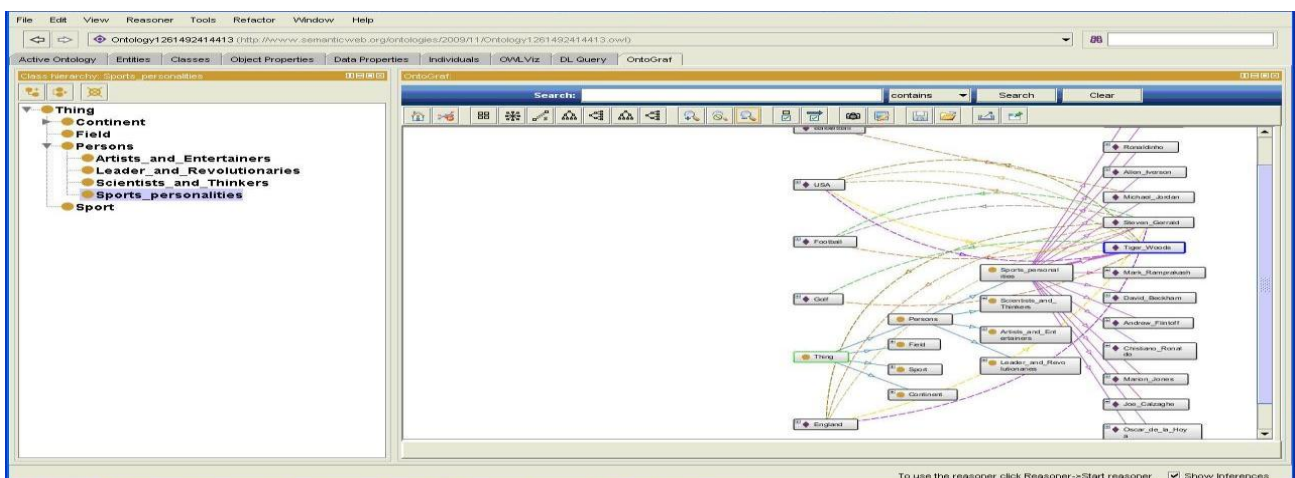 File Edit View Reasoner Tools Refactor Window Help
Ontology1261492414413 (http://www.semanticweb.org/ontologies/2009/11/Ontology1261492414413.owl)
Active Ontology Entities Classes Object Properties Data Properties Individuals OWLViz DL Query OntoGraf
Class hierarchy: Sports_personalities
OntoGraf:
Search: contains Search Clear
Thing
Continent
Field
Persons
Artists_and_Entertainers
Leader_and_Revolutionaries
Scientists_and_Thinkers
Sports_personalities
Sport
Ronaldinho
Allen_Iverson
USA
Michael_Jordan
Steven_Gerrald
Football
Tiger_Woods
Sports_personal
ities
Mark_Ramprakash
Golf
Scientists_and_
Thinkers
David_Beckham
Persons
Andrew_Flintoff
Artists_and_Ent
ertainers
Field
Christiano_Ronal
do
Thing
Leader_and_Revo
lutionaries
Sport
Marion_Jones
Continent
Joe_Calzaghe
England
Oscar_de_la_Hoy
a
To use the reasoner click Reasoner->Start reasoner Show Inferences